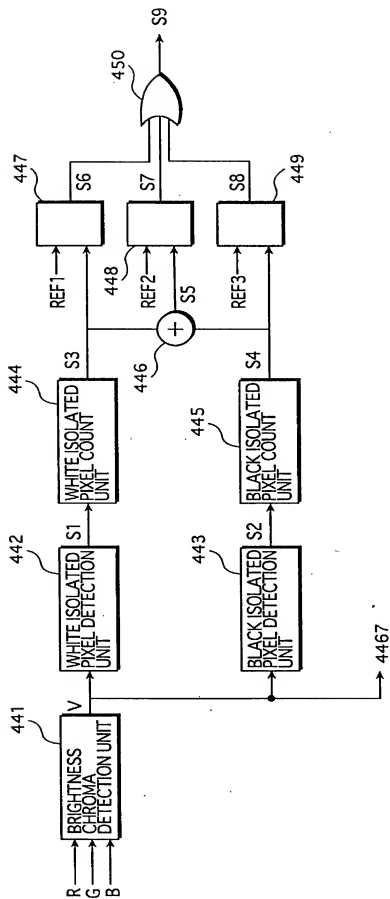 R
G
B
441
BRIGHTNESS
CHROMA
DETECTION UNIT
V
442
WHITE ISOLATED
PIXEL DETECTION
UNIT
S1
444
WHITE ISOLATED
PIXEL COUNT
UNIT
S3
443
BLACK ISOLATED
PIXEL DETECTION
UNIT
S2
445
BLACK ISOLATED
PIXEL COUNT
UNIT
S4
4467
446
+
S5
REF1
447
S6
REF2
448
S7
REF3
449
S8
450
S9